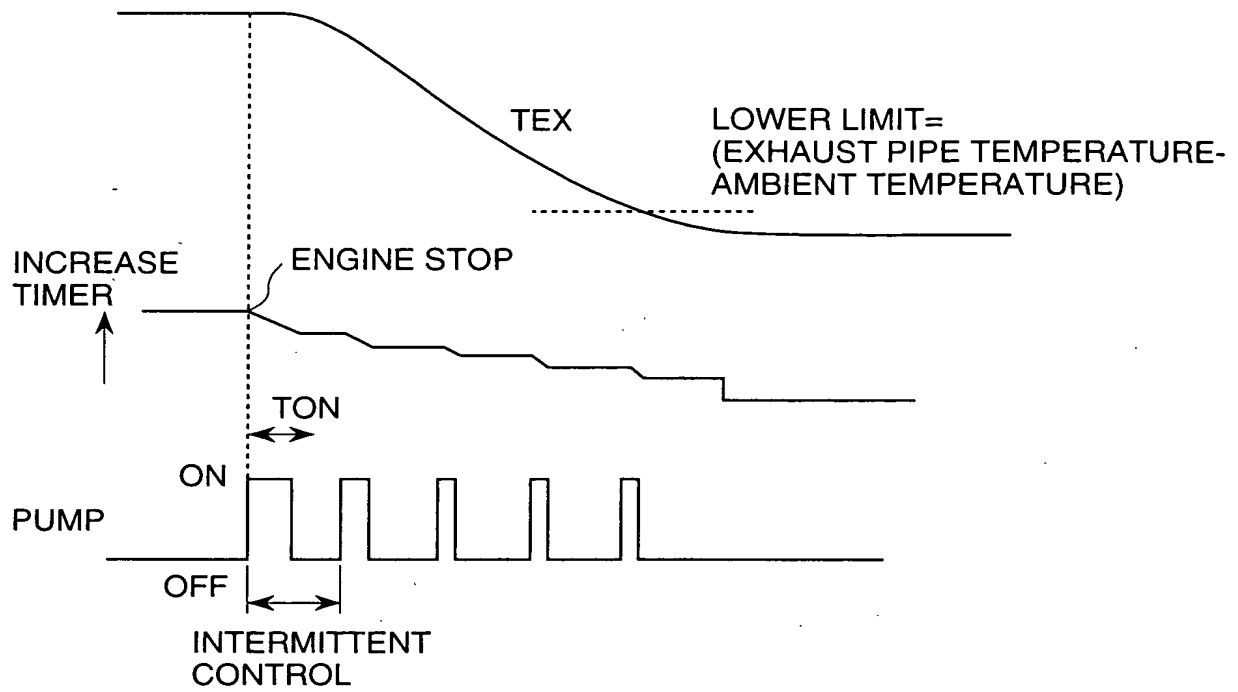 TEX
LOWER LIMIT=
(EXHAUST PIPE TEMPERATURE-
AMBIENT TEMPERATURE)
INCREASE
TIMER
ENGINE STOP
TON
ON
PUMP
OFF
INTERMITTENT
CONTROL